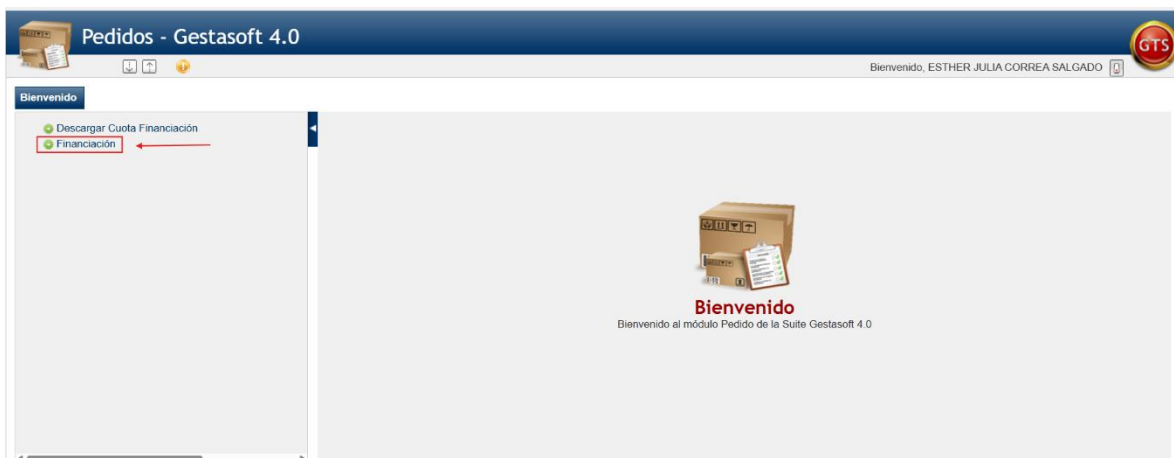 Pedidos - Gestasoft 4.0
GTS
Bienvenido, ESTHER JULIA CORREA SALGADO
Bienvenido
Descargar Cuota Financiación
Financiación
Bienvenido
Bienvenido al módulo Pedido de la Suite Gestasoft 4.0